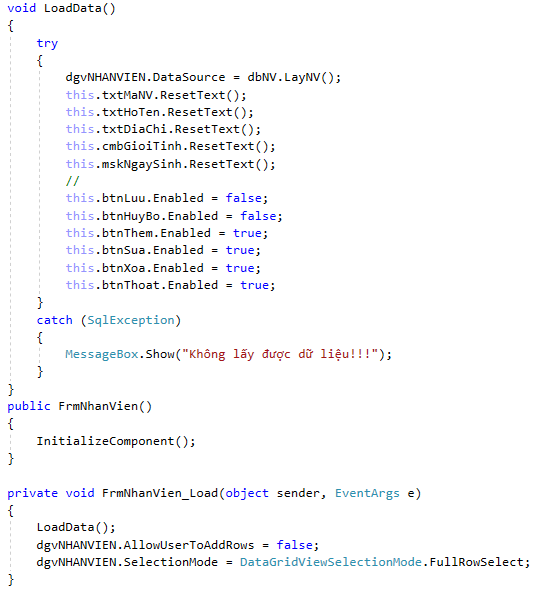 void LoadData()
{
    try
    {
        dgvNHANVIEN.DataSource = dbNV.LayNV();
        this.txtMaNV.ResetText();
        this.txtHoTen.ResetText();
        this.txtDiaChi.ResetText();
        this.cmbGioiTinh.ResetText();
        this.mskNgaySinh.ResetText();
        //
        this.btnLuu.Enabled = false;
        this.btnHuyBo.Enabled = false;
        this.btnThem.Enabled = true;
        this.btnSua.Enabled = true;
        this.btnXoa.Enabled = true;
        this.btnThoat.Enabled = true;
    }
    catch (SqlException)
    {
        MessageBox.Show("Không lấy được dữ liệu!!!");
    }
}
public FrmNhanVien()
{
    InitializeComponent();
}

private void FrmNhanVien_Load(object sender, EventArgs e)
{
    LoadData();
    dgvNHANVIEN.AllowUserToAddRows = false;
    dgvNHANVIEN.SelectionMode = DataGridViewSelectionMode.FullRowSelect;
}